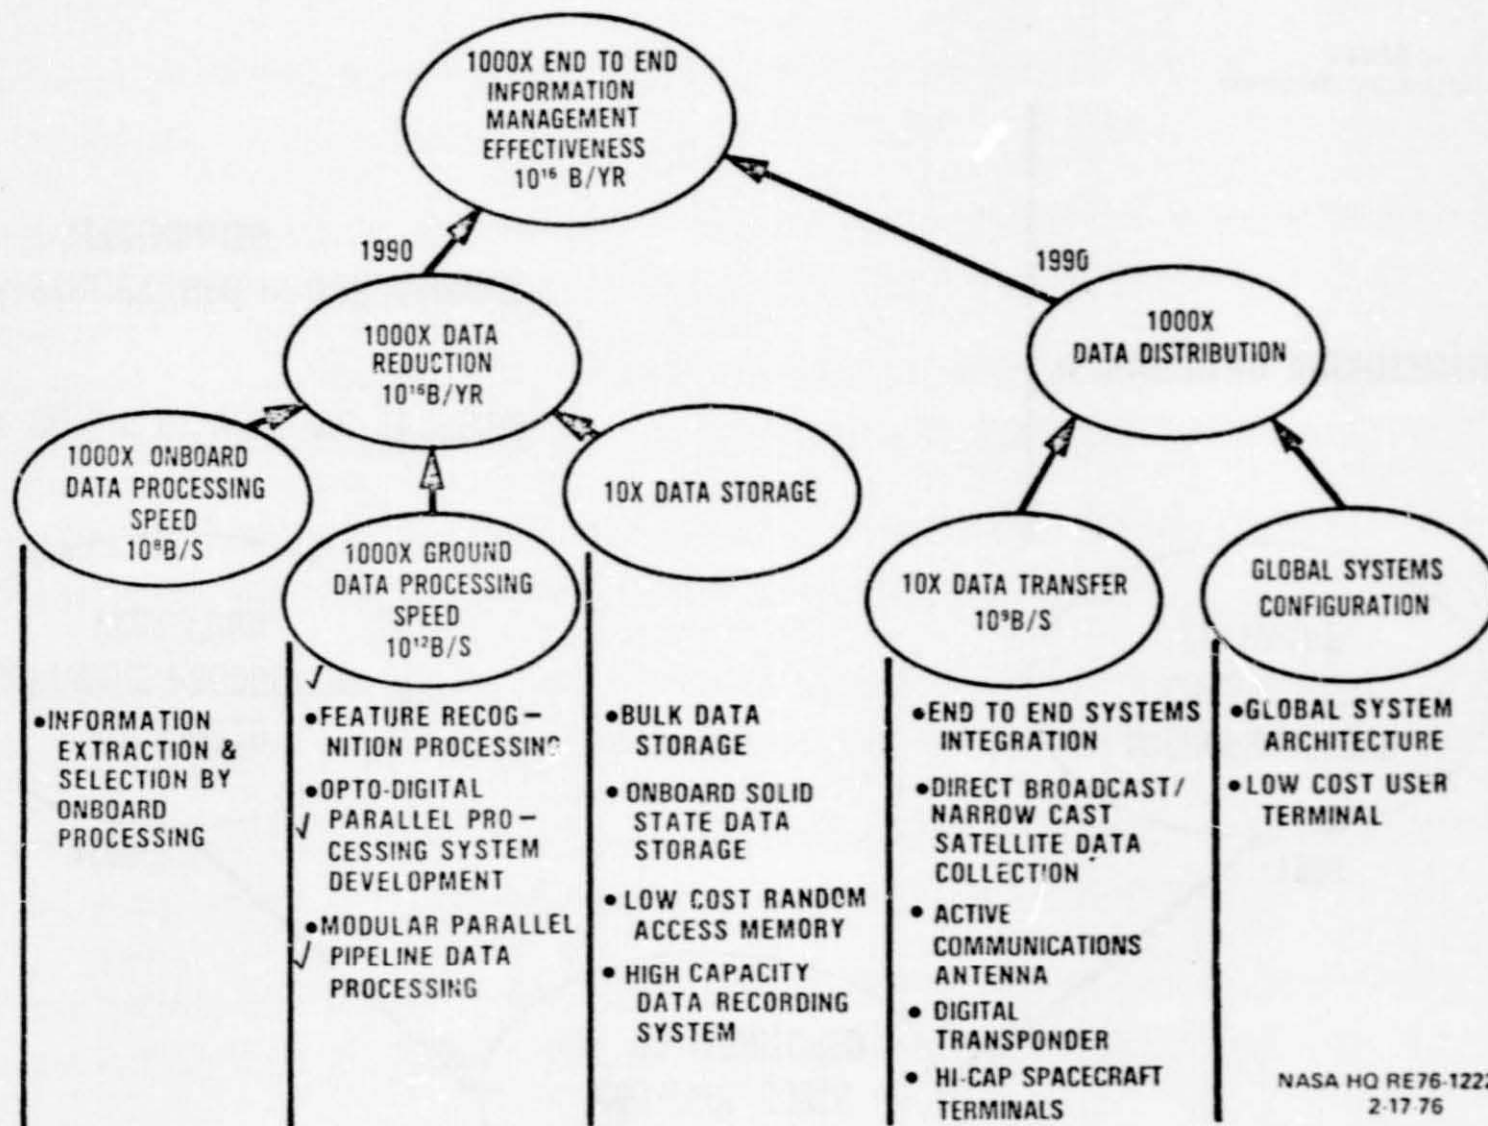 1000X END TO END
INFORMATION
MANAGEMENT
EFFECTIVENESS
10¹⁶ B/YR
1990
1990
1000X DATA
REDUCTION
10¹⁶B/YR
1000X
DATA DISTRIBUTION
1000X ONBOARD
DATA PROCESSING
SPEED
10⁸B/S
1000X GROUND
DATA PROCESSING
SPEED
10¹²B/S
10X DATA STORAGE
10X DATA TRANSFER
10⁹B/S
GLOBAL SYSTEMS
CONFIGURATION
•INFORMATION
EXTRACTION &
SELECTION BY
ONBOARD
PROCESSING
√
•FEATURE RECOG-
NITION PROCESSING
•OPTO-DIGITAL
√ PARALLEL PRO-
CESSING SYSTEM
DEVELOPMENT
•MODULAR PARALLEL
√ PIPELINE DATA
PROCESSING
•BULK DATA
STORAGE
• ONBOARD SOLID
STATE DATA
STORAGE
• LOW COST RANDOM
ACCESS MEMORY
• HIGH CAPACITY
DATA RECORDING
SYSTEM
•END TO END SYSTEMS
INTEGRATION
•DIRECT BROADCAST/
NARROW CAST
SATELLITE DATA
COLLECTION
• ACTIVE
COMMUNICATIONS
ANTENNA
• DIGITAL
TRANSPONDER
• HI-CAP SPACECRAFT
TERMINALS
•GLOBAL SYSTEM
ARCHITECTURE
•LOW COST USER
TERMINAL
NASA HQ RE76-122
2-17-76